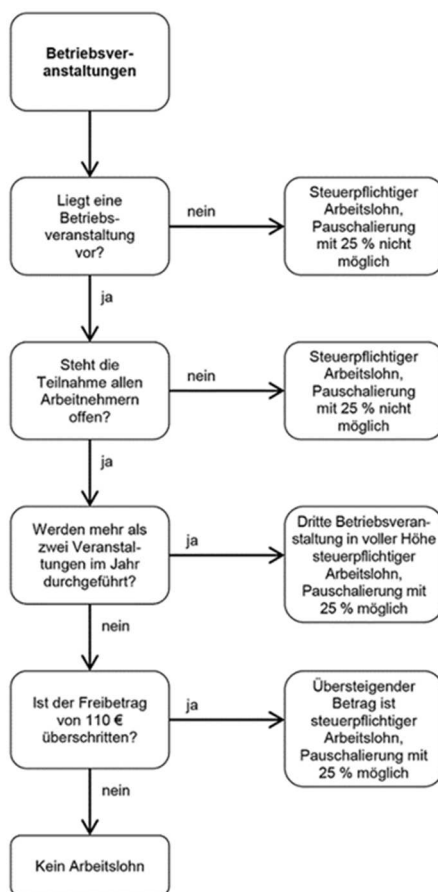 Betriebsver-
anstaltungen
Liegt eine
Betriebs-
veranstaltung
vor?
nein
Steuerpflichtiger
Arbeitslohn,
Pauschalierung
mit 25 % nicht
möglich
ja
Steht die
Teilnahme allen
Arbeitnehmern
offen?
nein
Steuerpflichtiger
Arbeitslohn,
Pauschalierung
mit 25 % nicht
möglich
ja
Werden mehr als
zwei Veranstal-
tungen im Jahr
durchgeführt?
ja
Dritte Betriebsveran-
staltung in voller Höhe
steuerpflichtiger
Arbeitslohn,
Pauschalierung mit
25 % möglich
nein
Ist der Freibetrag
von 110 €
überschritten?
ja
Übersteigender
Betrag ist
steuerpflichtiger
Arbeitslohn,
Pauschalierung mit
25 % möglich
nein
Kein Arbeitslohn